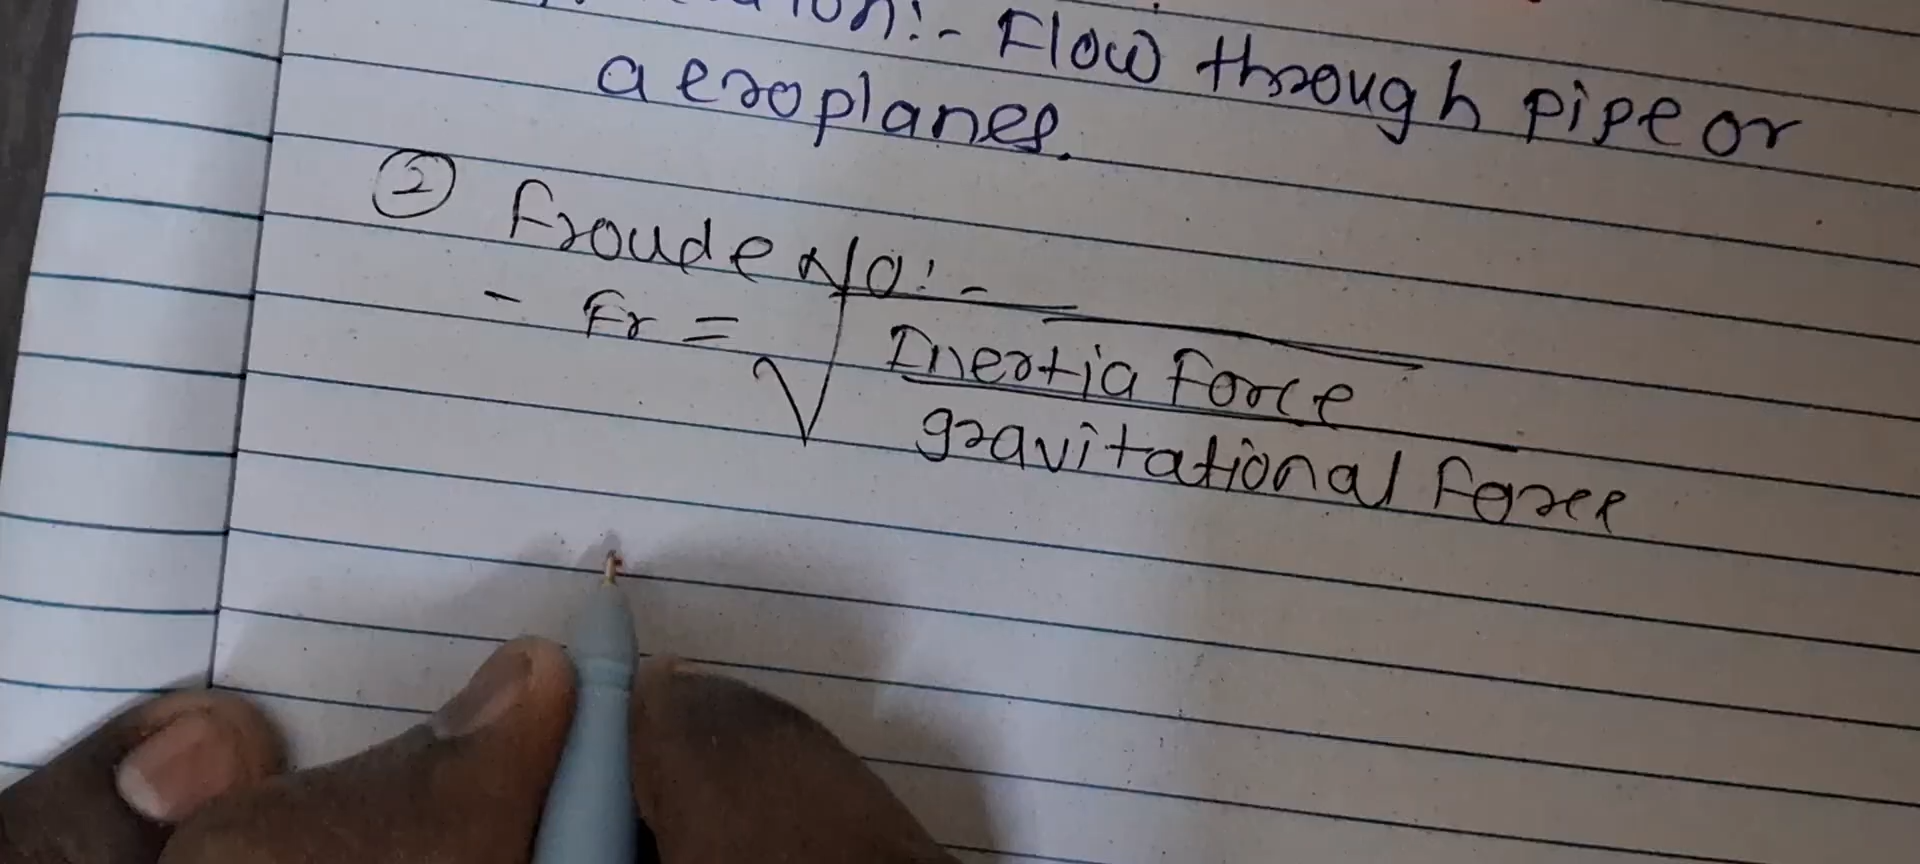 :- Flow through pipe or
aeroplanes.
② Froude No:-
- Fr = √ Inertia Force
gravitational Force